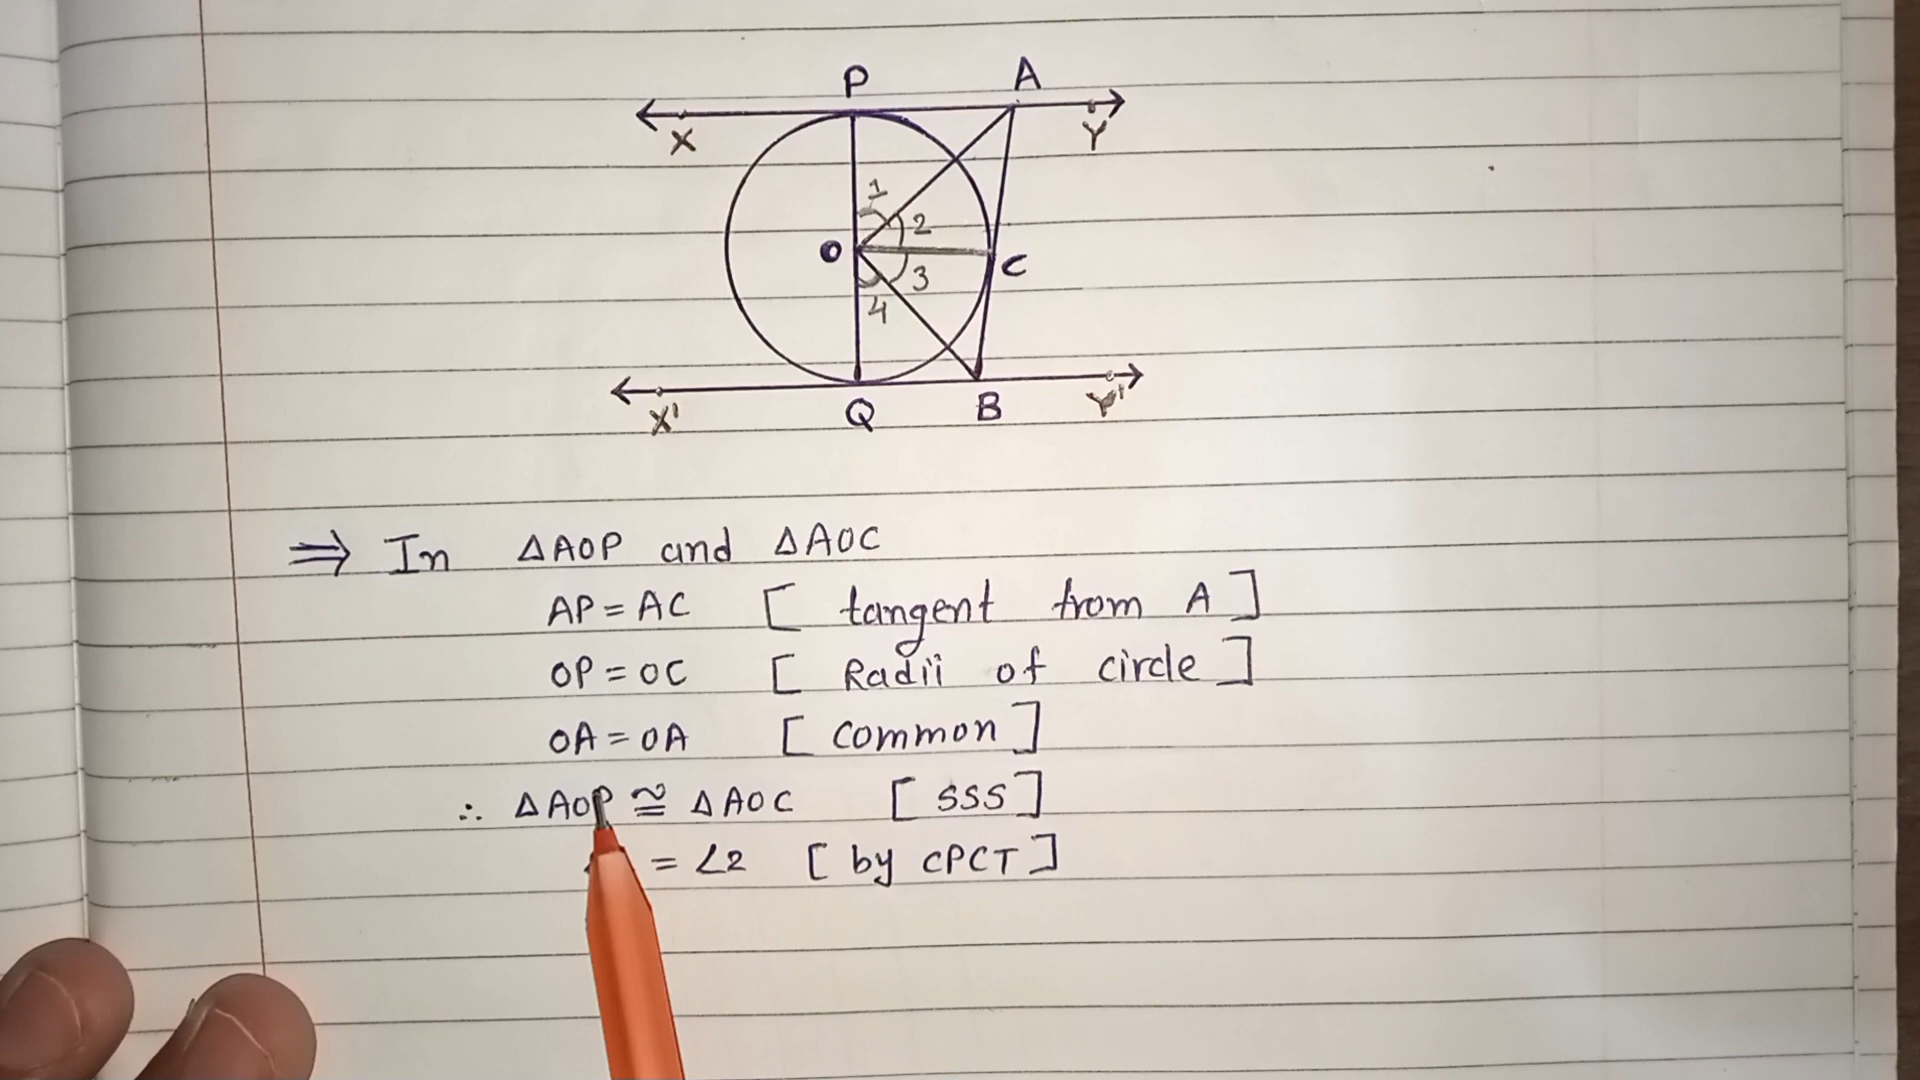 P A
X Y
1
2
O C
3
4
X' Q B Y'
⇒ In ΔAOP and ΔAOC
AP = AC [ tangent from A ]
OP = OC [ Radii of circle ]
OA = OA [ common ]
∴ ΔAOP ≅ ΔAOC [ SSS ]
= ∠2 [ by CPCT ]